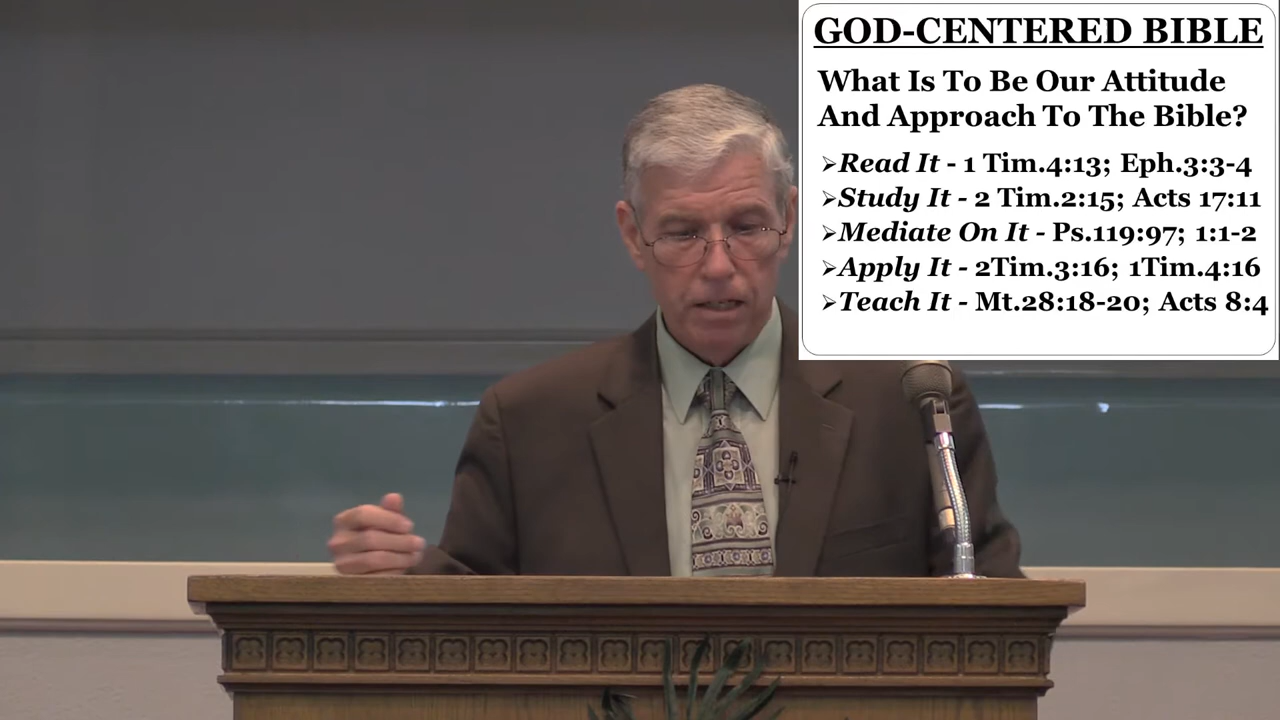 GOD-CENTERED BIBLE
What Is To Be Our Attitude
And Approach To The Bible?
➢Read It - 1 Tim.4:13; Eph.3:3-4
➢Study It - 2 Tim.2:15; Acts 17:11
➢Mediate On It - Ps.119:97; 1:1-2
➢Apply It - 2Tim.3:16; 1Tim.4:16
➢Teach It - Mt.28:18-20; Acts 8:4